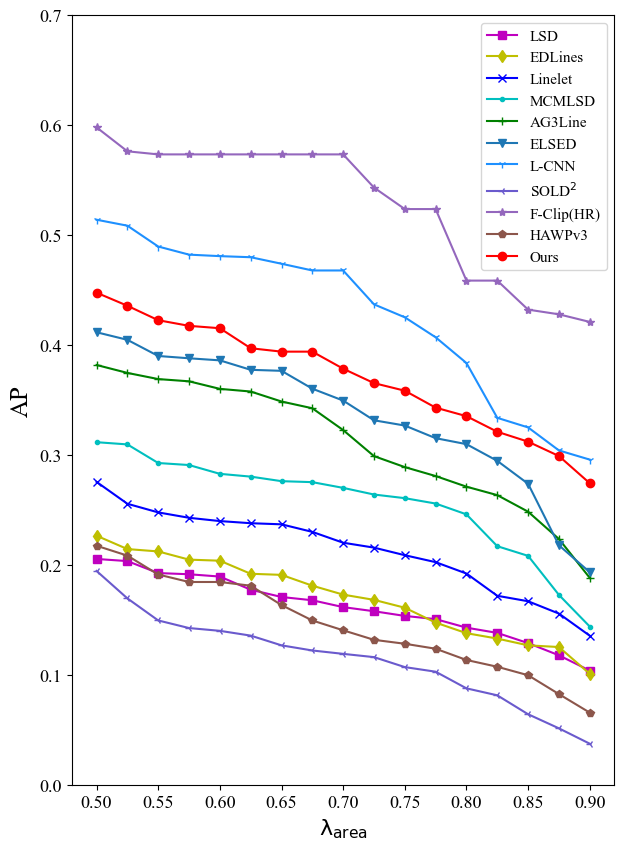 0.7
0.6
0.5
0.4
0.3
0.2
0.1
0.0
AP
LSD
EDLines
Linelet
MCMLSD
AG3Line
ELSED
L-CNN
SOLD²
F-Clip(HR)
HAWPv3
Ours
0.50 0.55 0.60 0.65 0.70 0.75 0.80 0.85 0.90
λarea